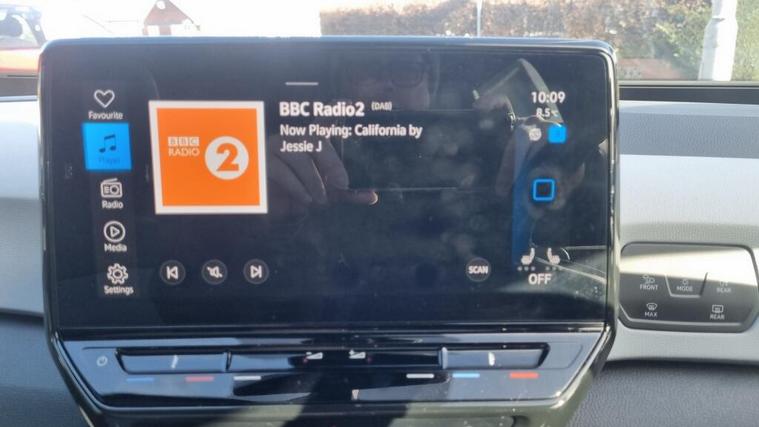 Favourite
Player
Radio
Media
Settings
BBC
RADIO
2
BBC Radio2 (DAB)
Now Playing: California by
Jessie J
10:09
8.5°C
SCAN
OFF
FRONT
MODE
REAR
MAX
REAR